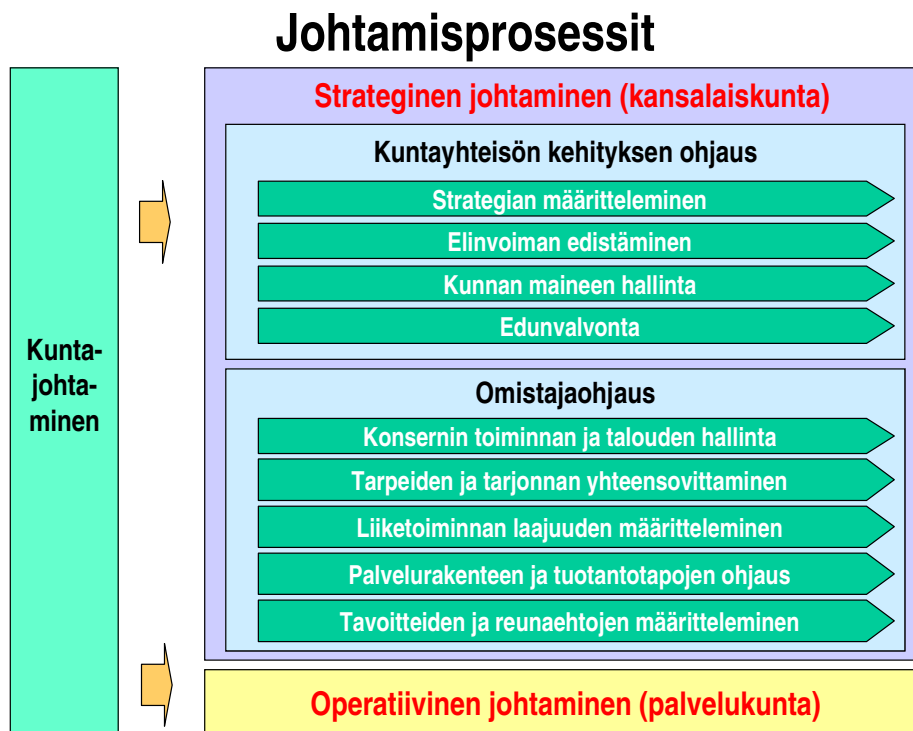 Johtamisprosessit
Kunta-
johta-
minen
Strateginen johtaminen (kansalaiskunta)
Kuntayhteisön kehityksen ohjaus
Strategian määritteleminen
Elinvoiman edistäminen
Kunnan maineen hallinta
Edunvalvonta
Omistajaohjaus
Konsernin toiminnan ja talouden hallinta
Tarpeiden ja tarjonnan yhteensovittaminen
Liiketoiminnan laajuuden määritteleminen
Palvelurakenteen ja tuotantotapojen ohjaus
Tavoitteiden ja reunaehtojen määritteleminen
Operatiivinen johtaminen (palvelukunta)